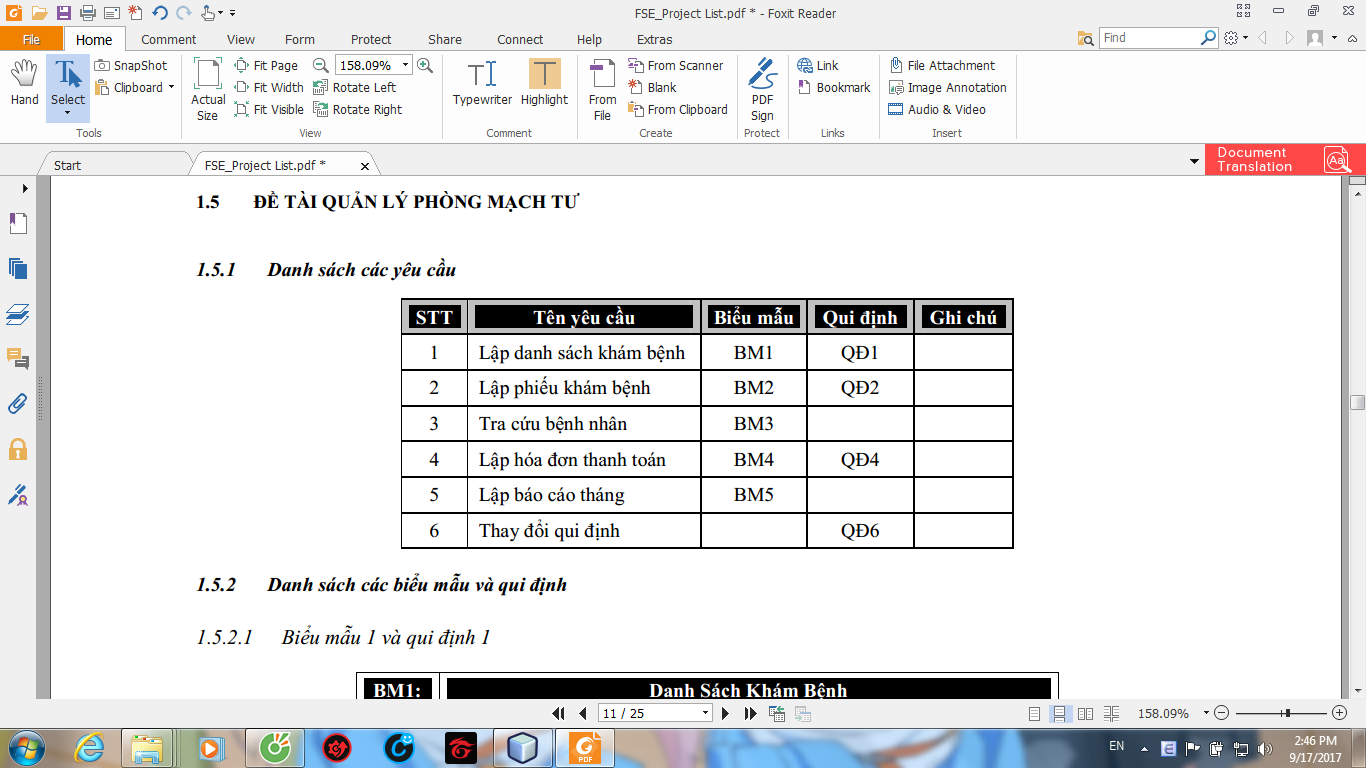 FSE_Project List.pdf * - Foxit Reader
File Home Comment View Form Protect Share Connect Help Extras Find
SnapShot Fit Page 158.09% From Scanner Link File Attachment
Clipboard Fit Width Rotate Left Blank Bookmark Image Annotation
Hand Select Actual Size Fit Visible Rotate Right Typewriter Highlight From File From Clipboard PDF Sign Audio & Video
Tools View Comment Create Protect Links Insert
Start FSE_Project List.pdf * Document Translation Aa
1.5 ĐỀ TÀI QUẢN LÝ PHÒNG MẠCH TƯ
1.5.1 Danh sách các yêu cầu
STT Tên yêu cầu Biểu mẫu Qui định Ghi chú
1 Lập danh sách khám bệnh BM1 QĐ1
2 Lập phiếu khám bệnh BM2 QĐ2
3 Tra cứu bệnh nhân BM3
4 Lập hóa đơn thanh toán BM4 QĐ4
5 Lập báo cáo tháng BM5
6 Thay đổi qui định QĐ6
1.5.2 Danh sách các biểu mẫu và qui định
1.5.2.1 Biểu mẫu 1 và qui định 1
BM1: Danh Sách Khám Bệnh
11 / 25 158.09%
PDF EN 2:46 PM
9/17/2017